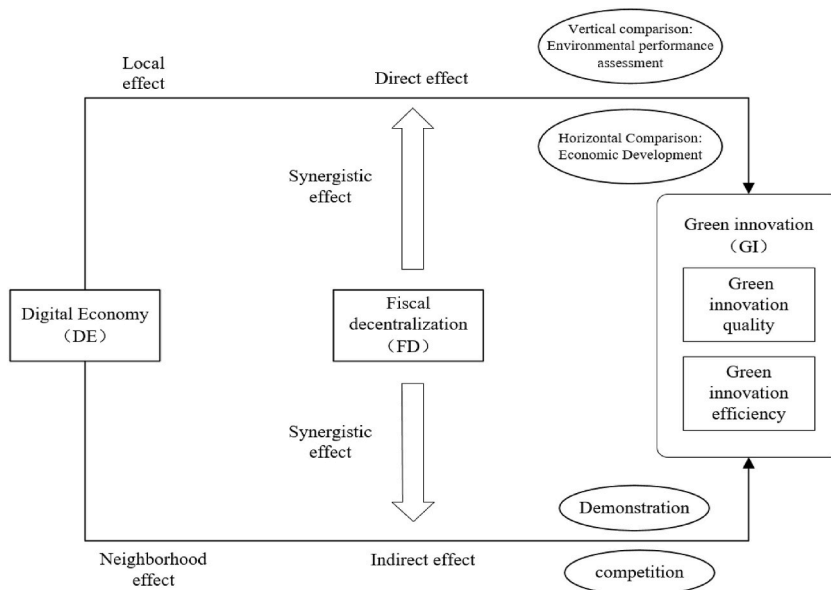 Vertical comparison:
Environmental performance
assessment
Local
effect
Direct effect
Horizontal Comparison:
Economic Development
Synergistic
effect
Green innovation
（GI）
Green
innovation
quality
Digital Economy
（DE）
Fiscal
decentralization
（FD）
Green
innovation
efficiency
Synergistic
effect
Demonstration
Neighborhood
effect
Indirect effect
competition